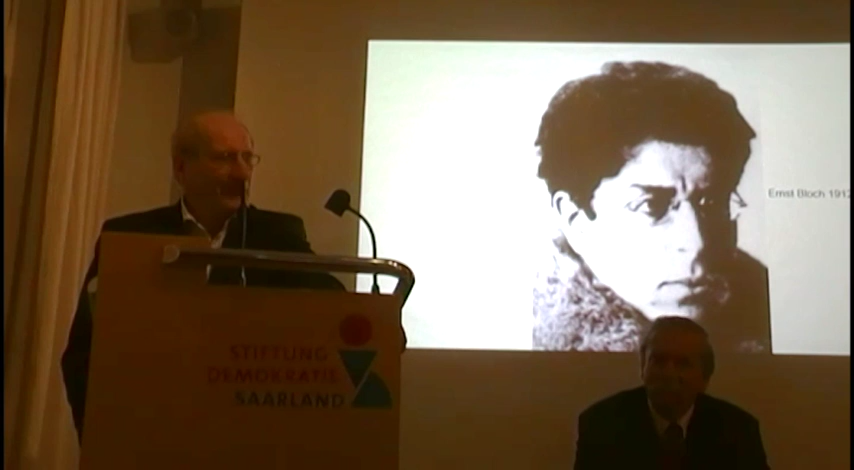 Ernst Bloch 1912
STIFTUNG
DEMOKRATIE
SAARLAND